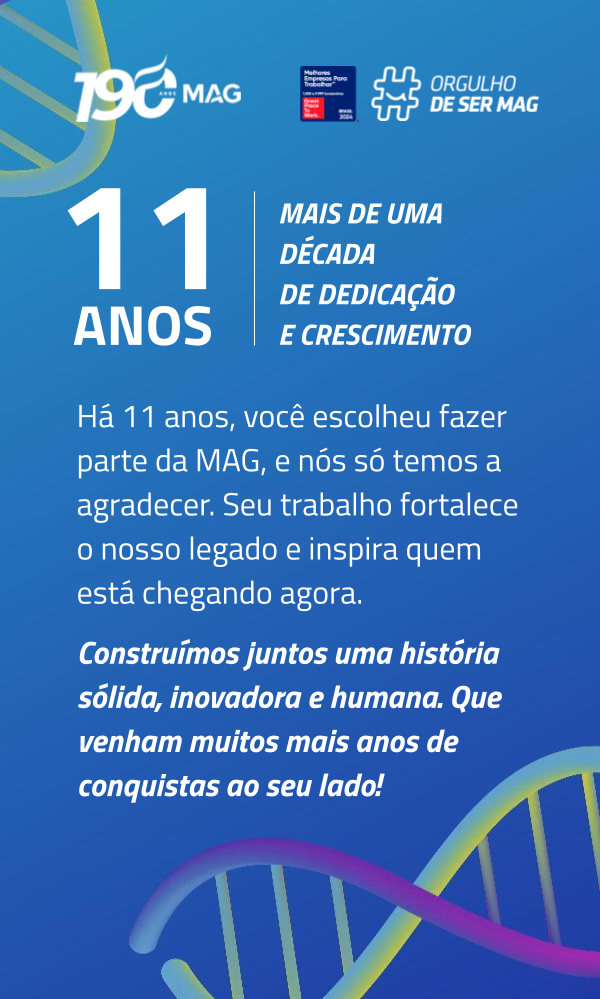 190 ANOS MAG
Melhores
Empresas Para
Trabalhar™
Great
Place
To
Work.
BRASIL
2024
ORGULHO
DE SER MAG
11
ANOS
MAIS DE UMA
DÉCADA
DE DEDICAÇÃO
E CRESCIMENTO
Há 11 anos, você escolheu fazer
parte da MAG, e nós só temos a
agradecer. Seu trabalho fortalece
o nosso legado e inspira quem
está chegando agora.
Construímos juntos uma história
sólida, inovadora e humana. Que
venham muitos mais anos de
conquistas ao seu lado!